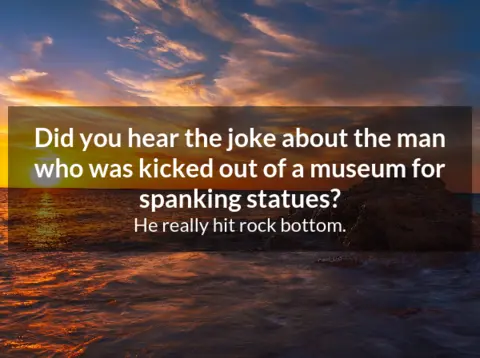 Did you hear the joke about the man
who was kicked out of a museum for
spanking statues?
He really hit rock bottom.